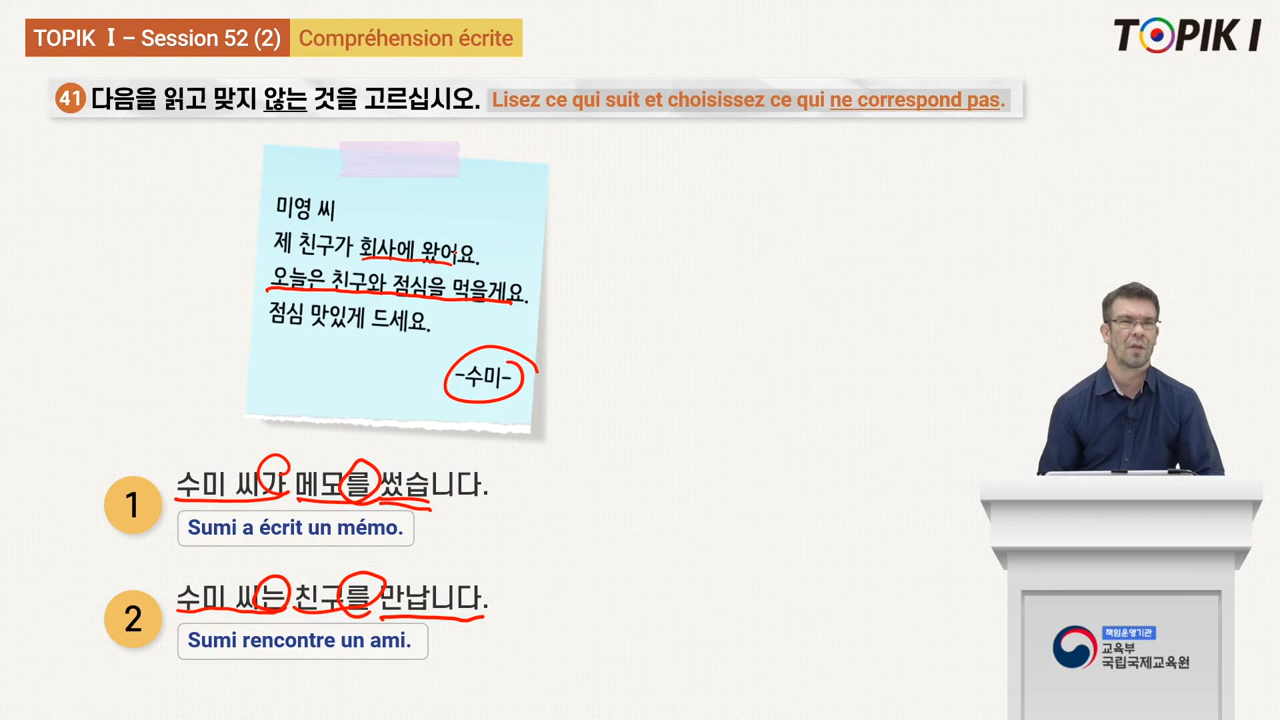 TOPIK Ⅰ – Session 52 (2) Compréhension écrite
TOPIK I
41 다음을 읽고 맞지 않는 것을 고르십시오. Lisez ce qui suit et choisissez ce qui ne correspond pas.
미영 씨
제 친구가 회사에 왔어요.
오늘은 친구와 점심을 먹을게요.
점심 맛있게 드세요.
-수미-
1 수미 씨가 메모를 썼습니다.
Sumi a écrit un mémo.
2 수미 씨는 친구를 만납니다.
Sumi rencontre un ami.
책임운영기관
교육부
국립국제교육원